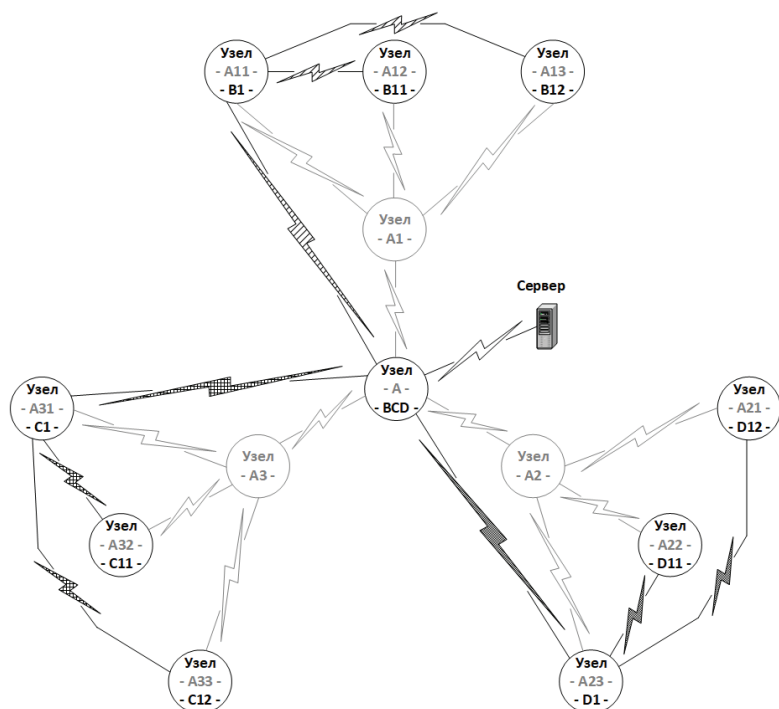 Узел
- A11 -
- B1 -
Узел
- A12 -
- B11 -
Узел
- A13 -
- B12 -
Узел
- A1 -
Сервер
Узел
- A -
- BCD -
Узел
- A31 -
- C1 -
Узел
- A21 -
- D12 -
Узел
- A3 -
Узел
- A2 -
Узел
- A32 -
- C11 -
Узел
- A22 -
- D11 -
Узел
- A33 -
- C12 -
Узел
- A23 -
- D1 -